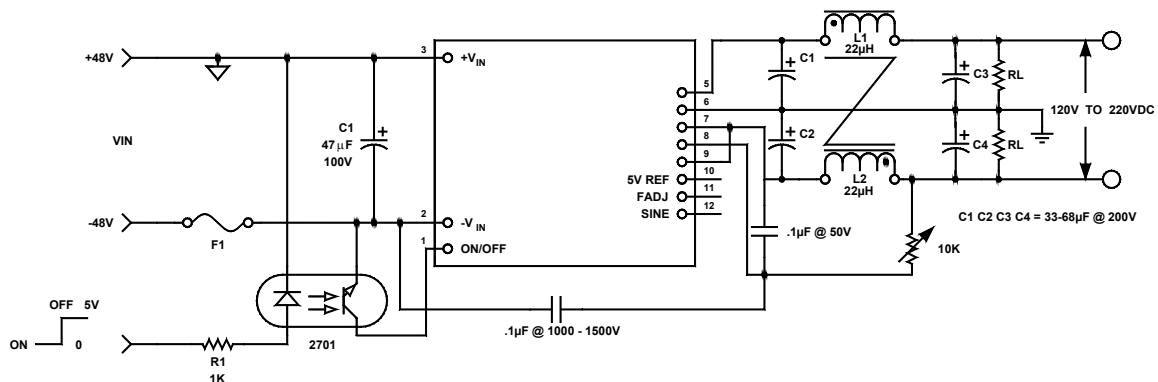 L1
22µH
+48V
3
+V_IN
5
+
C1
+
C3
RL
C1
+
47µF
100V
VIN
6
7
8
9
120V TO 220VDC
+
C2
+
C4
RL
5V REF
10
FADJ
11
SINE
12
L2
22µH
-48V
F1
2
-V_IN
1
ON/OFF
.1µF @ 50V
C1 C2 C3 C4 = 33-68µF @ 200V
10K
OFF 5V
ON
0
2701
.1µF @ 1000 - 1500V
R1
1K